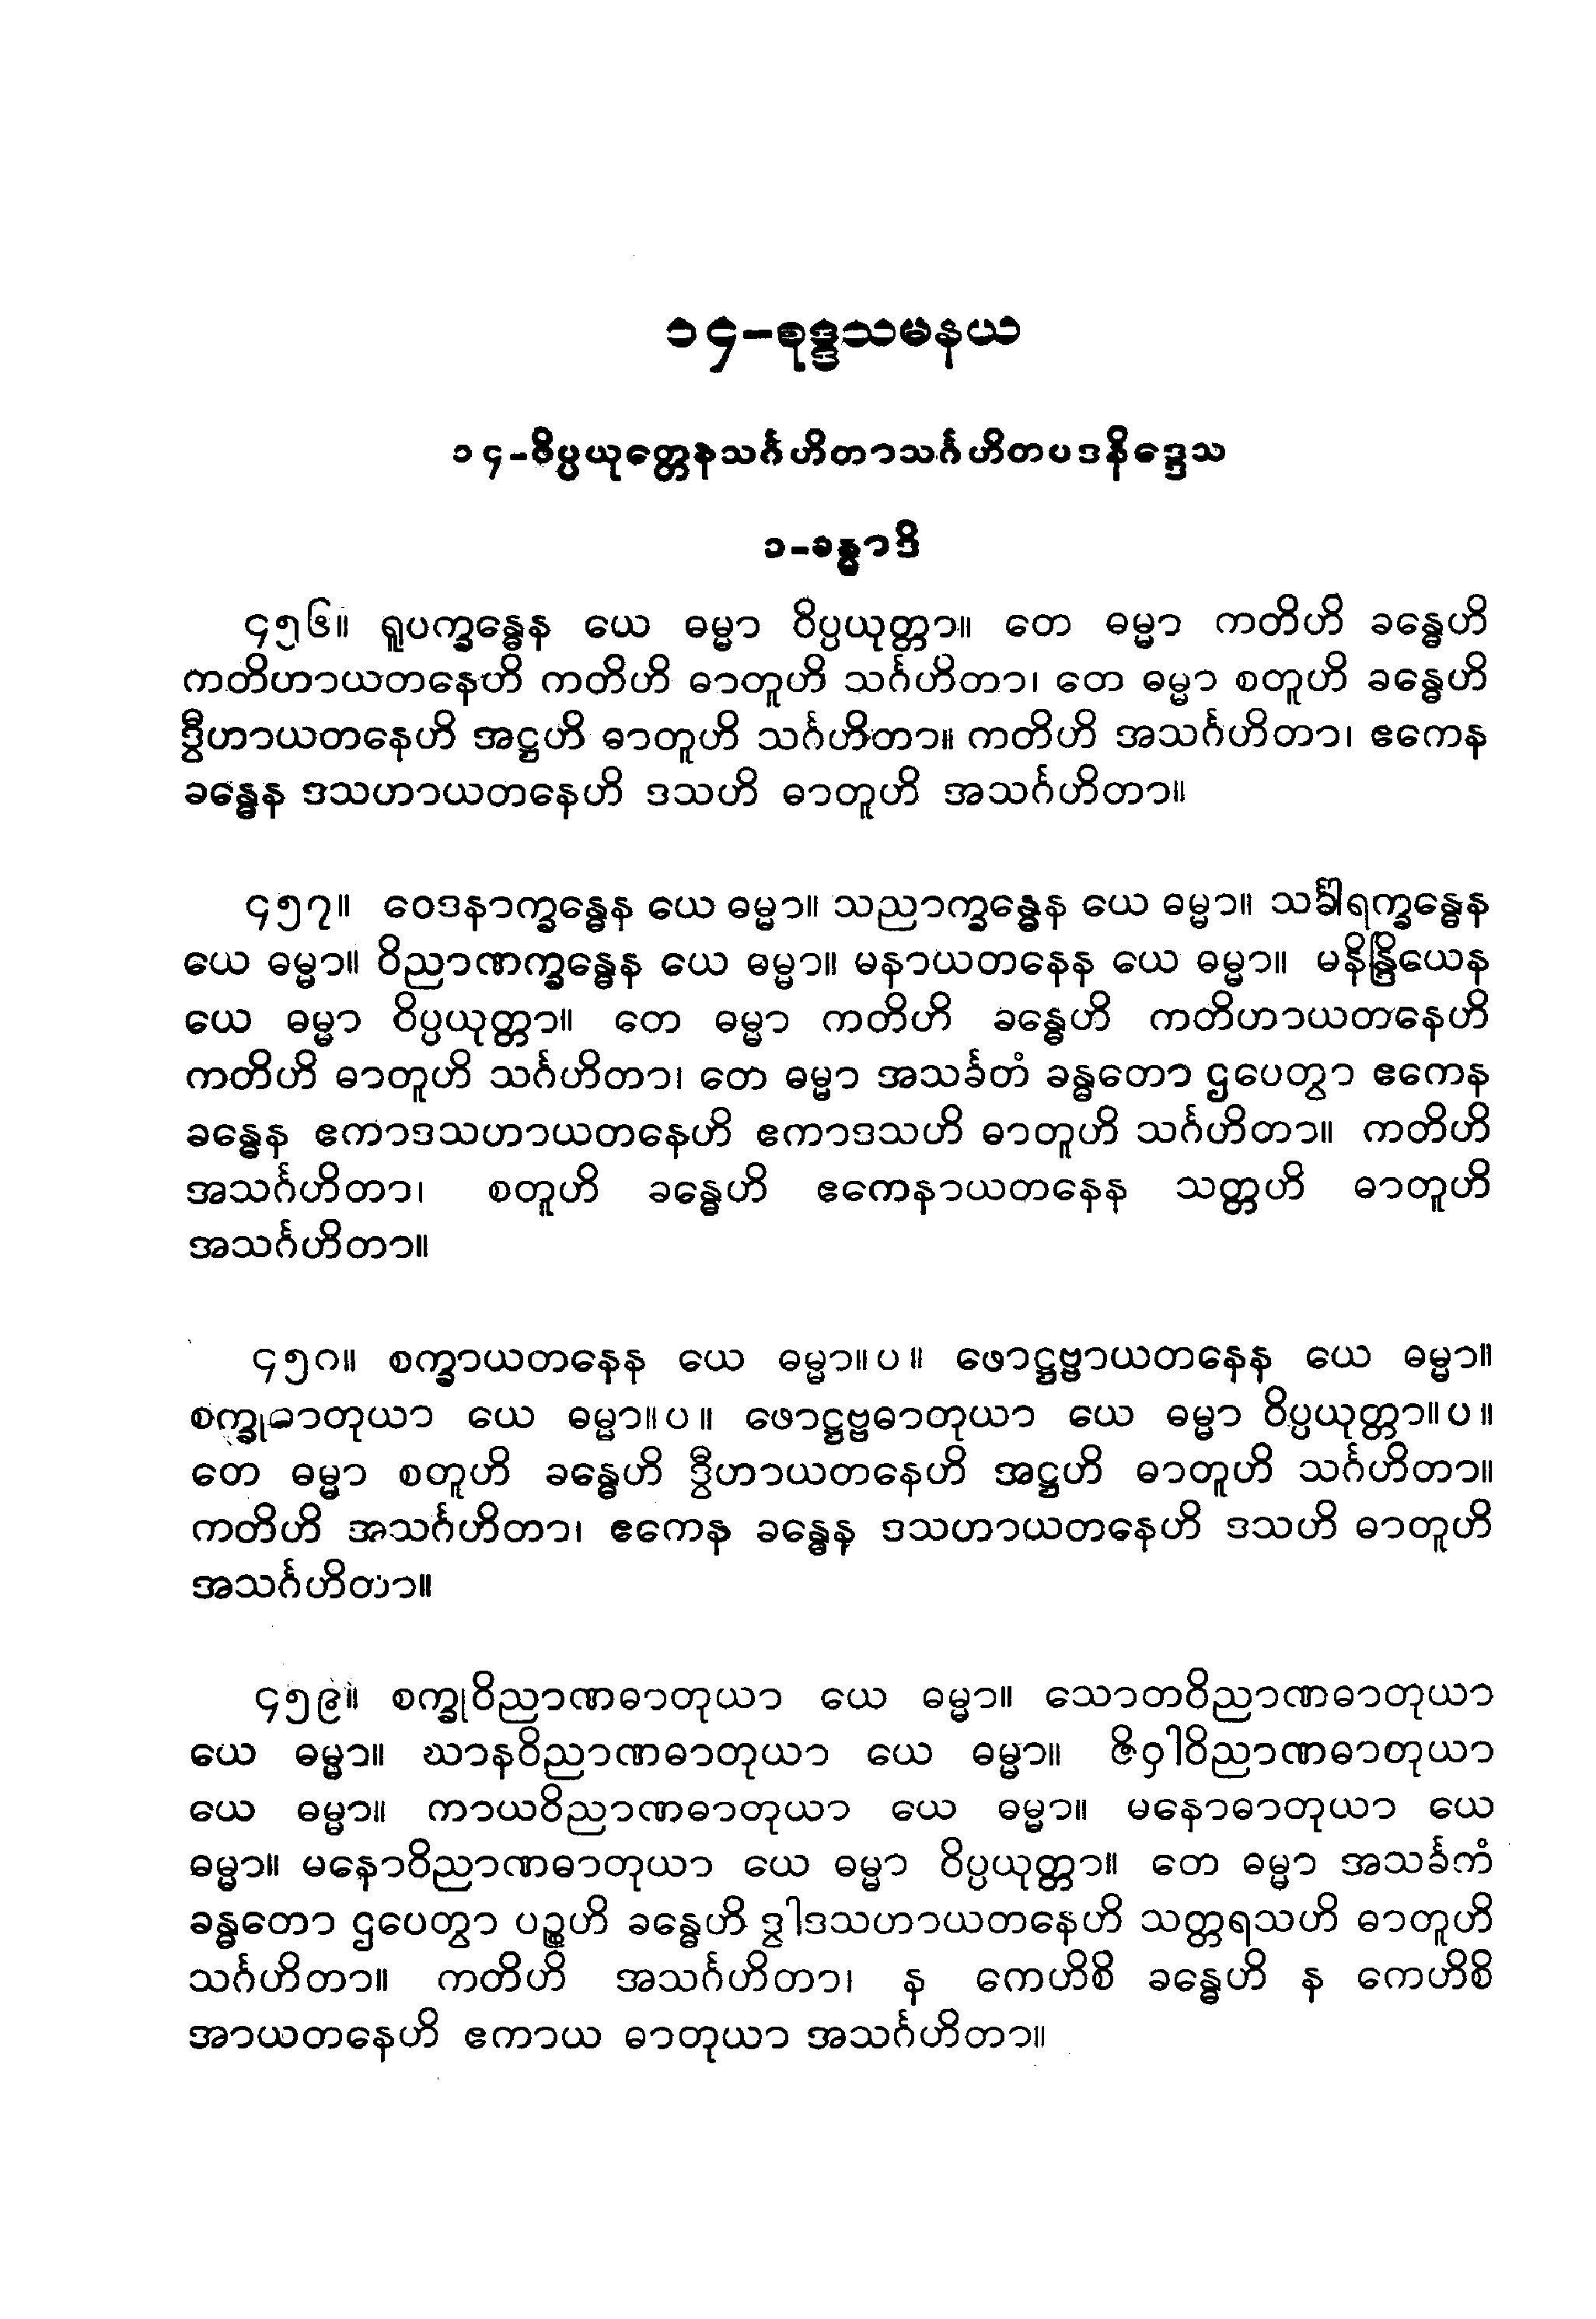 ၁၄-စုဒ္ဒသမနယ
၁၄-ဝိပ္ပယုတ္တေနသင်္ဂဟိတာသင်္ဂဟိတပဒနိဒ္ဒေသ
၁-ခန္ဓာဒိ
၄၅၆။ ရူပက္ခန္ဓေန ယေ ဓမ္မာ ဝိပ္ပယုတ္တာ။ တေ ဓမ္မာ ကတိဟိ ခန္ဓေဟိ
ကတိဟာယတနေဟိ ကတိဟိ ဓာတူဟိ သင်္ဂဟိတာ၊ တေ ဓမ္မာ စတူဟိ ခန္ဓေဟိ
ဒွီဟာယတနေဟိ အဋ္ဌဟိ ဓာတူဟိ သင်္ဂဟိတာ။ ကတိဟိ အသင်္ဂဟိတာ၊ ဧကေန
ခန္ဓေန ဒသဟာယတနေဟိ ဒသဟိ ဓာတူဟိ အသင်္ဂဟိတာ။
၄၅၇။ ဝေဒနာက္ခန္ဓေန ယေ ဓမ္မာ။ သညာက္ခန္ဓေန ယေ ဓမ္မာ။ သင်္ခါရက္ခန္ဓေန
ယေ ဓမ္မာ။ ဝိညာဏက္ခန္ဓေန ယေ ဓမ္မာ။ မနာယတနေန ယေ ဓမ္မာ။ မနိန္ဒြိယေန
ယေ ဓမ္မာ ဝိပ္ပယုတ္တာ။ တေ ဓမ္မာ ကတိဟိ ခန္ဓေဟိ ကတိဟာယတနေဟိ
ကတိဟိ ဓာတူဟိ သင်္ဂဟိတာ၊ တေ ဓမ္မာ အသင်္ခတံ ခန္ဓတော ဌပေတွာ ဧကေန
ခန္ဓေန ဧကာဒသဟာယတနေဟိ ဧကာဒသဟိ ဓာတူဟိ သင်္ဂဟိတာ။ ကတိဟိ
အသင်္ဂဟိတာ၊ စတူဟိ ခန္ဓေဟိ ဧကေနာယတနေန သတ္တဟိ ဓာတူဟိ
အသင်္ဂဟိတာ။
၄၅၈။ စက္ခာယတနေန ယေ ဓမ္မာ။ပ။ ဖောဋ္ဌဗ္ဗာယတနေန ယေ ဓမ္မာ။
စက္ခုဓာတုယာ ယေ ဓမ္မာ။ပ။ ဖောဋ္ဌဗ္ဗဓာတုယာ ယေ ဓမ္မာ ဝိပ္ပယုတ္တာ။ပ။
တေ ဓမ္မာ စတူဟိ ခန္ဓေဟိ ဒွီဟာယတနေဟိ အဋ္ဌဟိ ဓာတူဟိ သင်္ဂဟိတာ။
ကတိဟိ အသင်္ဂဟိတာ၊ ဧကေန ခန္ဓေန ဒသဟာယတနေဟိ ဒသဟိ ဓာတူဟိ
အသင်္ဂဟိတာ။
၄၅၉။ စက္ခုဝိညာဏဓာတုယာ ယေ ဓမ္မာ။ သောတဝိညာဏဓာတုယာ
ယေ ဓမ္မာ။ ဃာနဝိညာဏဓာတုယာ ယေ ဓမ္မာ။ ဇိဝှါဝိညာဏဓာတုယာ
ယေ ဓမ္မာ။ ကာယဝိညာဏဓာတုယာ ယေ ဓမ္မာ။ မနောဓာတုယာ ယေ
ဓမ္မာ။ မနောဝိညာဏဓာတုယာ ယေ ဓမ္မာ ဝိပ္ပယုတ္တာ။ တေ ဓမ္မာ အသင်္ခတံ
ခန္ဓတော ဌပေတွာ ပဉ္စဟိ ခန္ဓေဟိ ဒွါဒသဟာယတနေဟိ သတ္တရသဟိ ဓာတူဟိ
သင်္ဂဟိတာ။ ကတိဟိ အသင်္ဂဟိတာ၊ န ကေဟိစိ ခန္ဓေဟိ န ကေဟိစိ
အာယတနေဟိ ဧကာယ ဓာတုယာ အသင်္ဂဟိတာ။